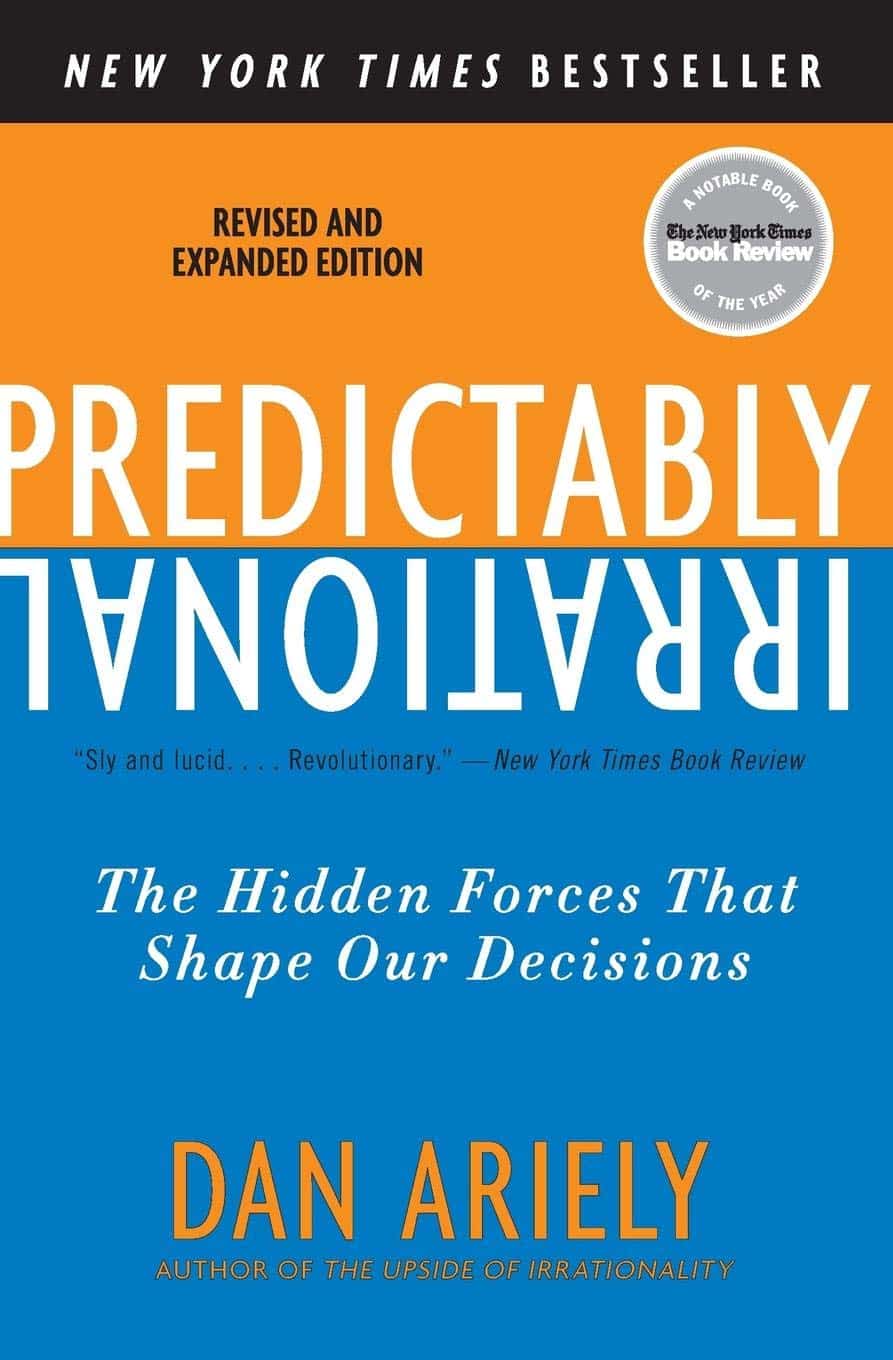 NEW YORK TIMES BESTSELLER
REVISED AND
EXPANDED EDITION
A NOTABLE BOOK
The New York Times
Book Review
OF THE YEAR
PREDICTABLY
IRRATIONAL
“Sly and lucid. . . . Revolutionary.” —New York Times Book Review
The Hidden Forces That
Shape Our Decisions
DAN ARIELY
AUTHOR OF THE UPSIDE OF IRRATIONALITY